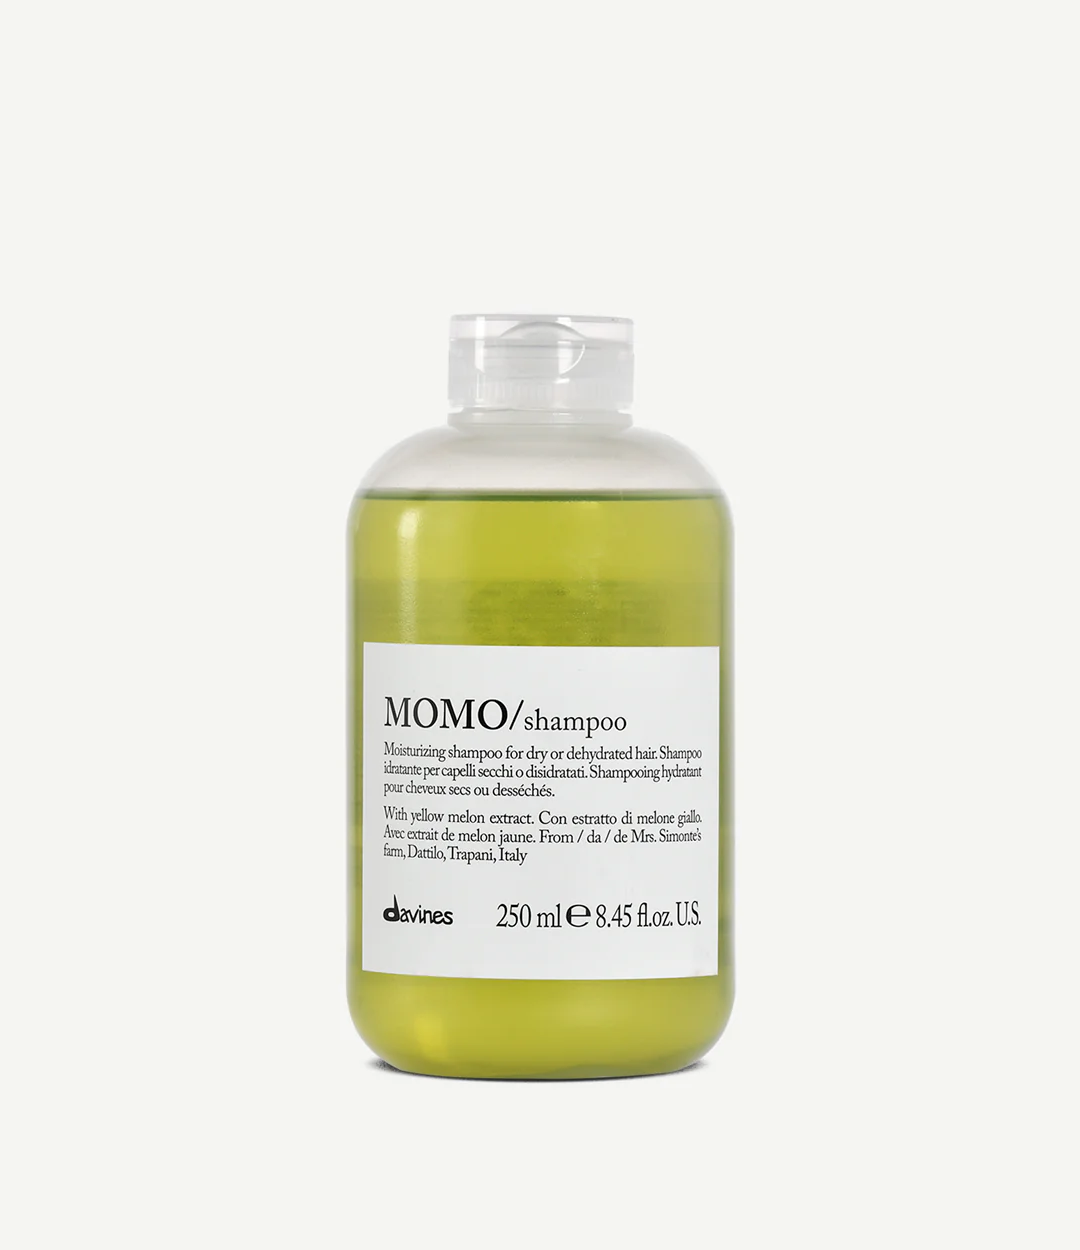 MOMO/shampoo
Moisturizing shampoo for dry or dehydrated hair. Shampoo
idratante per capelli secchi o disidratati. Shampooing hydratant
pour cheveux secs ou desséchés.
With yellow melon extract. Con estratto di melone giallo.
Avec extrait de melon jaune. From / da / de Mrs. Simonte's
farm, Dattilo, Trapani, Italy
davines 250 ml ℮ 8.45 fl.oz. U.S.